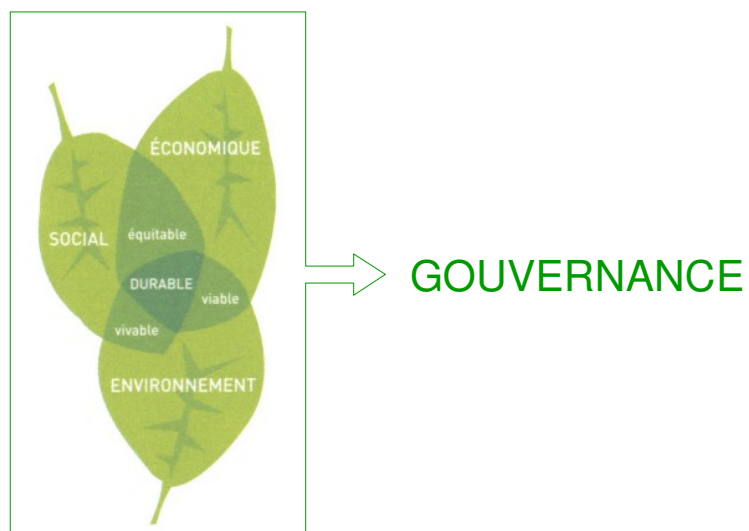 ÉCONOMIQUE
SOCIAL
équitable
DURABLE
viable
vivable
ENVIRONNEMENT
GOUVERNANCE